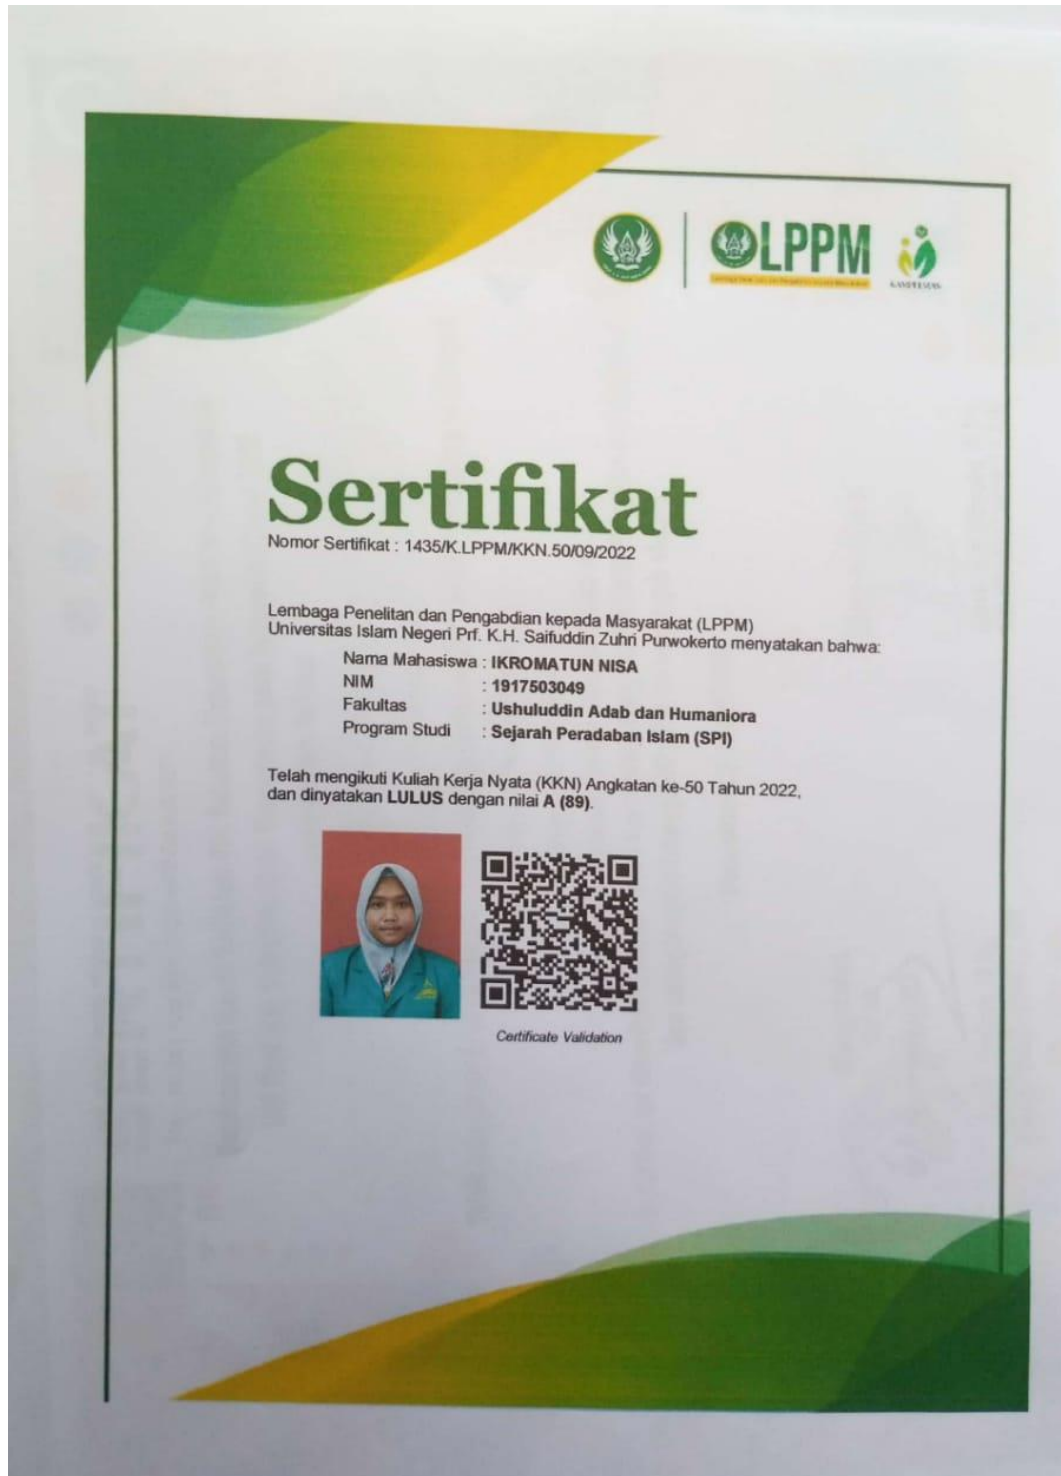 LPPM
Sertifikat
Nomor Sertifikat : 1435/K.LPPM/KKN.50/09/2022
Lembaga Penelitan dan Pengabdian kepada Masyarakat (LPPM)
Universitas Islam Negeri Prf. K.H. Saifuddin Zuhri Purwokerto menyatakan bahwa:
Nama Mahasiswa : IKROMATUN NISA
NIM : 1917503049
Fakultas : Ushuluddin Adab dan Humaniora
Program Studi : Sejarah Peradaban Islam (SPI)
Telah mengikuti Kuliah Kerja Nyata (KKN) Angkatan ke-50 Tahun 2022,
dan dinyatakan LULUS dengan nilai A (89).
Certificate Validation